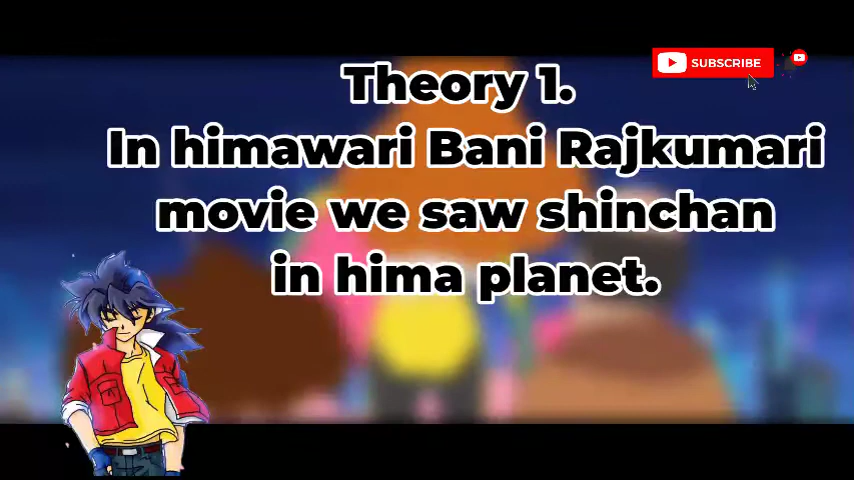 SUBSCRIBE
Theory 1.
In himawari Bani Rajkumari
movie we saw shinchan
in hima planet.